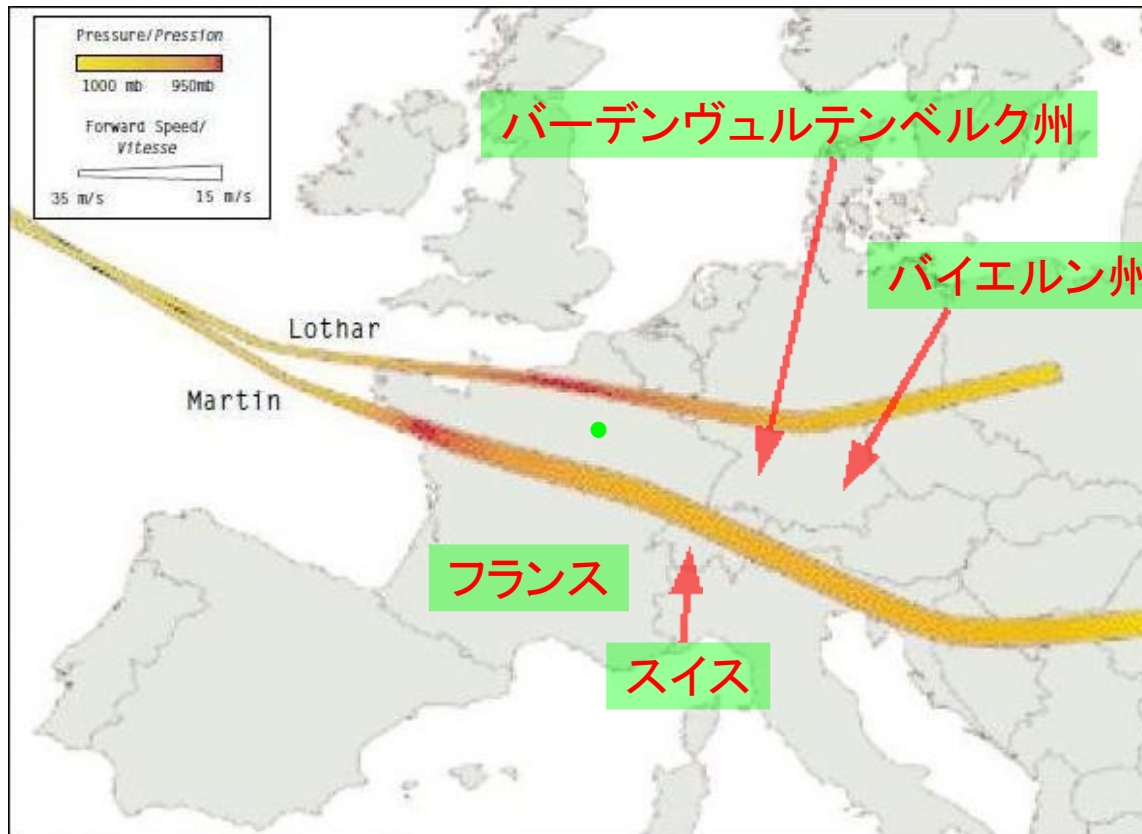 Pressure/Pression
1000 mb 950mb
Forward Speed/
Vitesse
35 m/s 15 m/s
バーデンヴュルテンベルク州
バイエルン州
Lothar
Martin
フランス
スイス